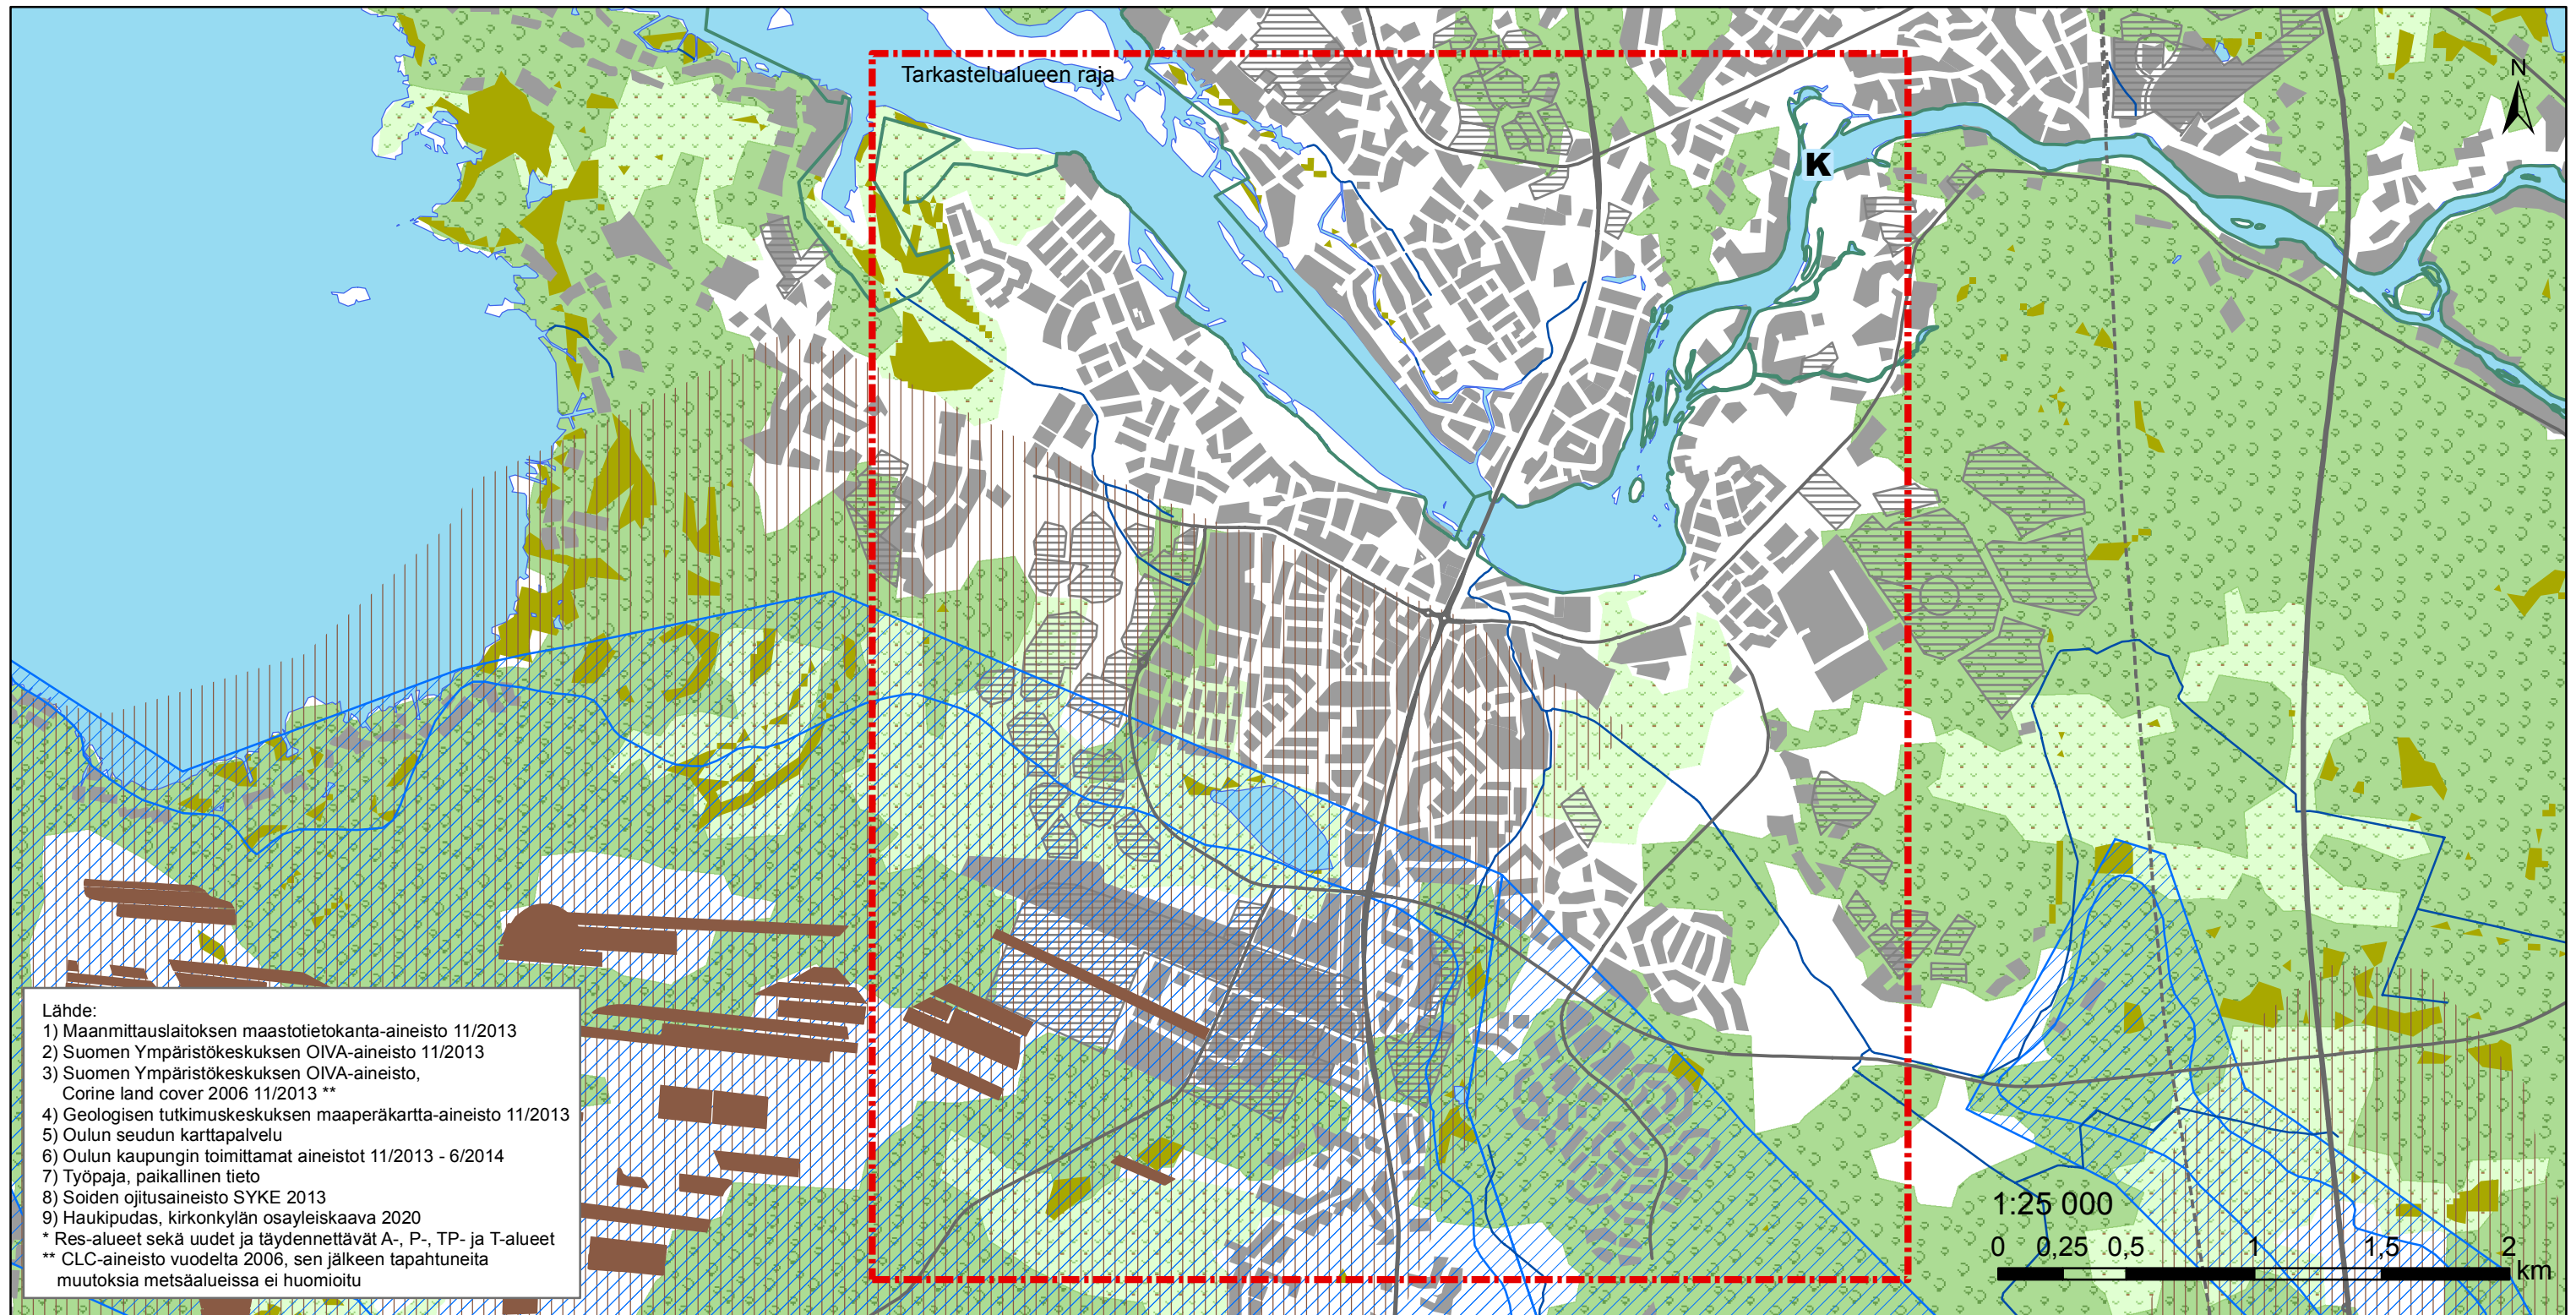 Tarkastelualueen raja
N
K
Lähde:
1) Maanmittauslaitoksen maastotietokanta-aineisto 11/2013
2) Suomen Ympäristökeskuksen OIVA-aineisto 11/2013
3) Suomen Ympäristökeskuksen OIVA-aineisto,
Corine land cover 2006 11/2013 **
4) Geologisen tutkimuskeskuksen maaperäkartta-aineisto 11/2013
5) Oulun seudun karttapalvelu
6) Oulun kaupungin toimittamat aineistot 11/2013 - 6/2014
7) Työpaja, paikallinen tieto
8) Soiden ojitusaineisto SYKE 2013
9) Haukipudas, kirkonkylän osayleiskaava 2020
* Res-alueet sekä uudet ja täydennettävät A-, P-, TP- ja T-alueet
** CLC-aineisto vuodelta 2006, sen jälkeen tapahtuneita
muutoksia metsäalueissa ei huomioitu
1:25 000
0 0,25 0,5 1 1,5 2
km